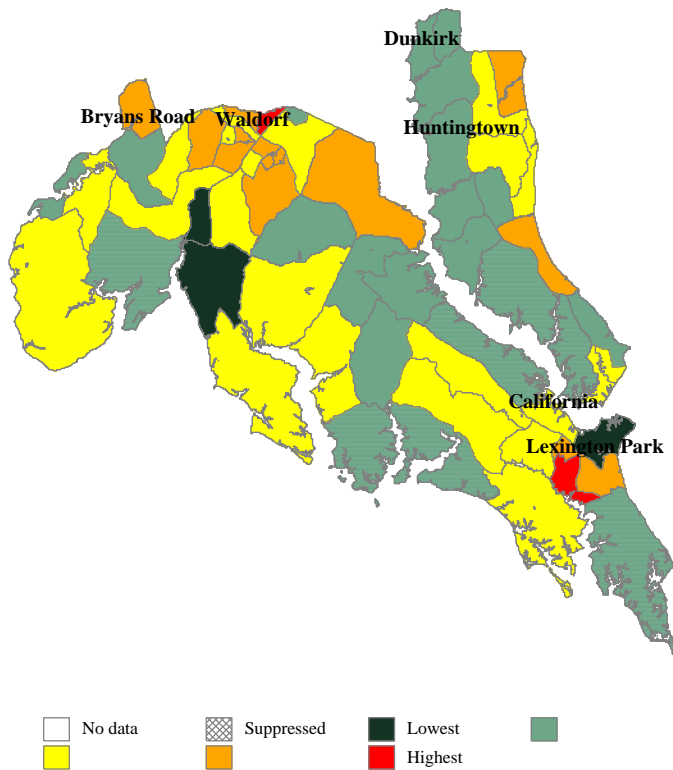 Dunkirk
Bryans Road
Waldorf
Huntingtown
California
Lexington Park
No data
Suppressed
Lowest
Highest